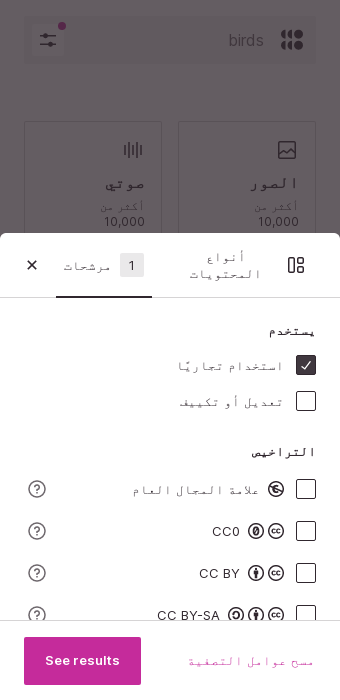 birds
الصور
أكثر من
10,000
صوتي
أكثر من
10,000
أنواع
المحتويات
1 مرشحات
يستخدم
استخدام تجاريًا
تعديل أو تكييف
التراخيص
علامة المجال العام
CC0
CC BY
CC BY-SA
مسح عوامل التصفية
See results